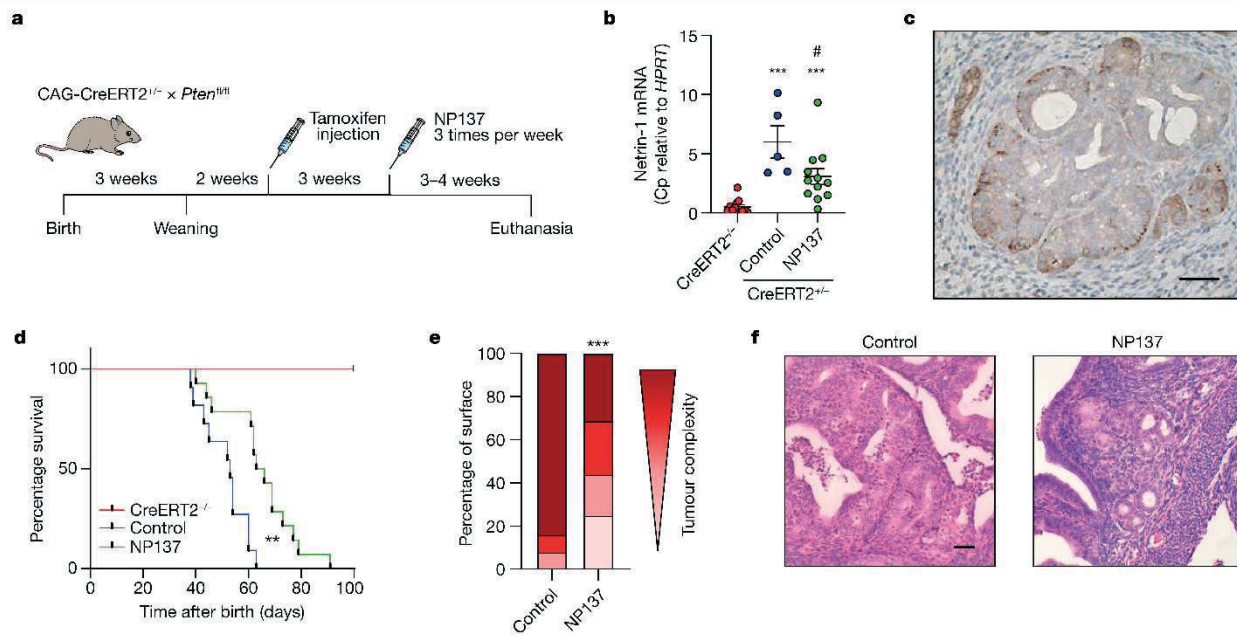 a
CAG-CreERT2+/– × Ptenfl/fl
Tamoxifen
injection
NP137
3 times per week
3 weeks
2 weeks
3 weeks
3–4 weeks
Birth
Weaning
Euthanasia
b
Netrin-1 mRNA
(Cp relative to HPRT)
15
10
5
0
***
#
***
CreERT2–/–
Control
NP137
CreERT2+/–
c
d
Percentage survival
100
50
0
CreERT2–/–
Control
NP137
**
0
20
40
60
80
100
Time after birth (days)
e
Percentage of surface
100
80
60
40
20
0
***
Control
NP137
Tumour complexity
f
Control
NP137